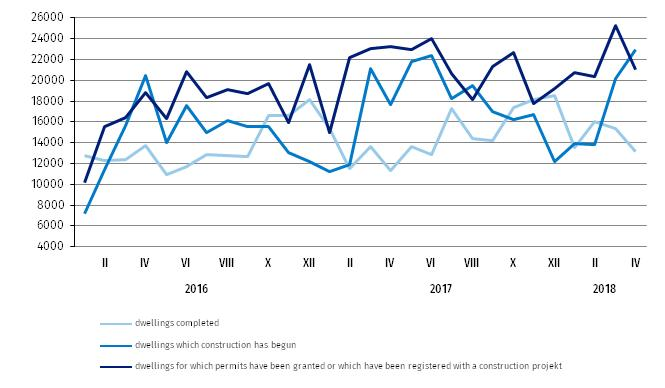 26000
24000
22000
20000
18000
16000
14000
12000
10000
8000
6000
4000
II IV VI VIII X XII II IV VI VIII X XII II IV
2016 2017 2018
dwellings completed
dwellings which construction has begun
dwellings for which permits have been granted or which have been registered with a construction projekt